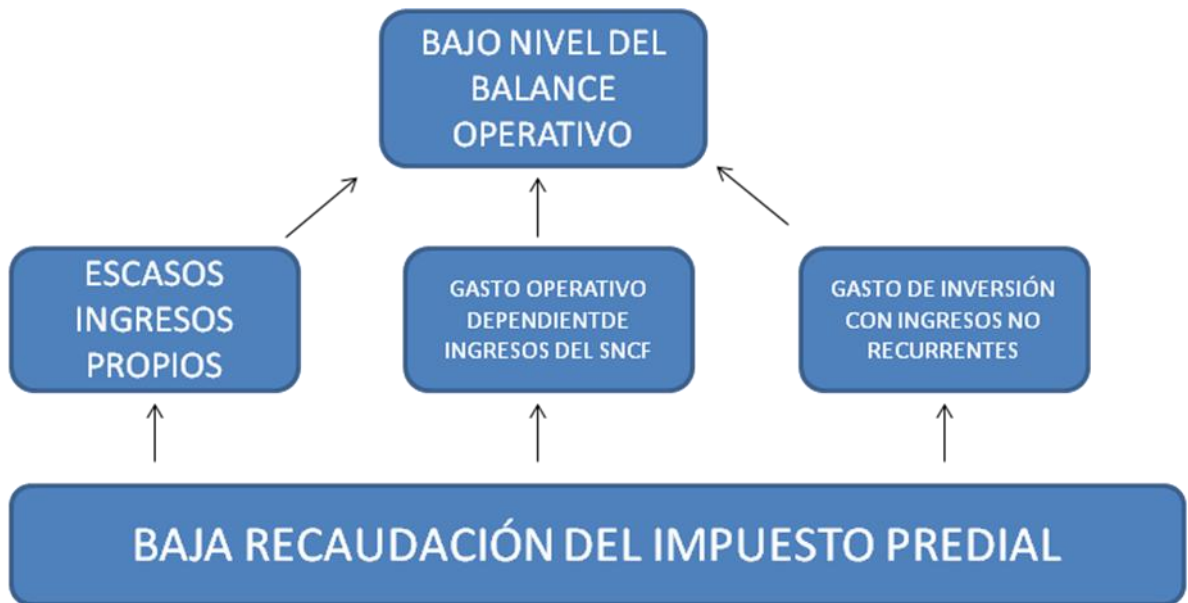 BAJO NIVEL DEL
BALANCE
OPERATIVO
ESCASOS
INGRESOS
PROPIOS
GASTO OPERATIVO
DEPENDIENTDE
INGRESOS DEL SNCF
GASTO DE INVERSIÓN
CON INGRESOS NO
RECURRENTES
BAJA RECAUDACIÓN DEL IMPUESTO PREDIAL